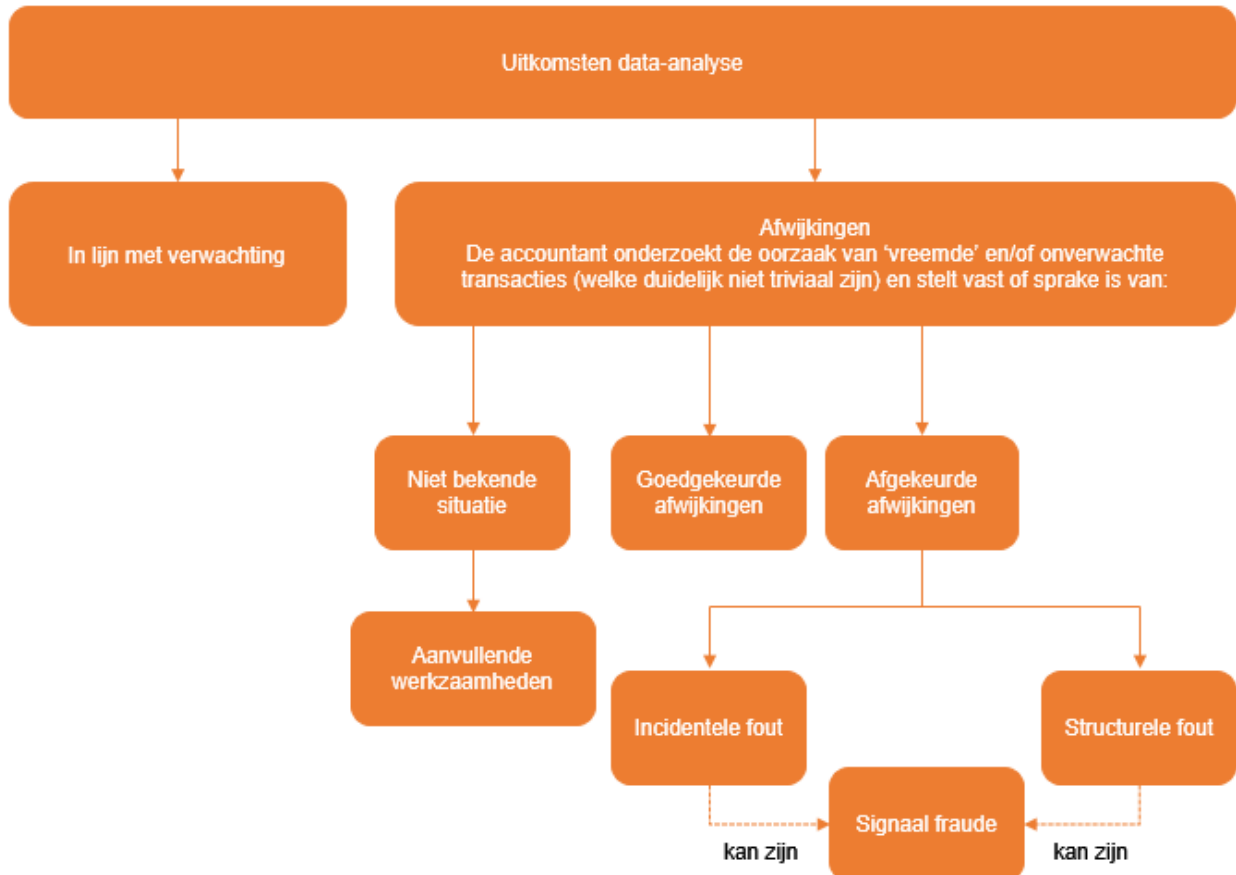 Uitkomsten data-analyse
In lijn met verwachting
Afwijkingen
De accountant onderzoekt de oorzaak van ‘vreemde’ en/of onverwachte
transacties (welke duidelijk niet triviaal zijn) en stelt vast of sprake is van:
Niet bekende
situatie
Goedgekeurde
afwijkingen
Afgekeurde
afwijkingen
Aanvullende
werkzaamheden
Incidentele fout
Structurele fout
Signaal fraude
kan zijn
kan zijn